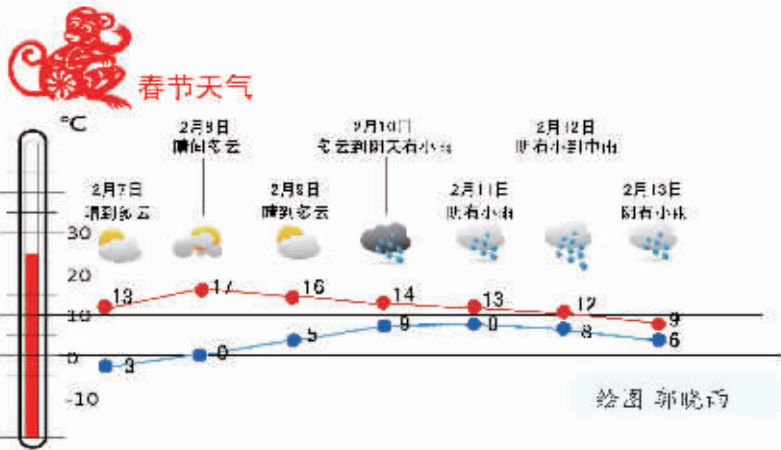 春节天气
°C
2月7日
晴到多云
2月8日
晴间多云
2月9日
晴到多云
2月10日
多云到阴天有小雨
2月11日
阴有小雨
2月12日
阴有小到中雨
2月13日
阴有小雨
30
20
10
0
-10
13
17
16
14
13
12
9
-3
0
5
9
8
6
绘图 郭晓雨